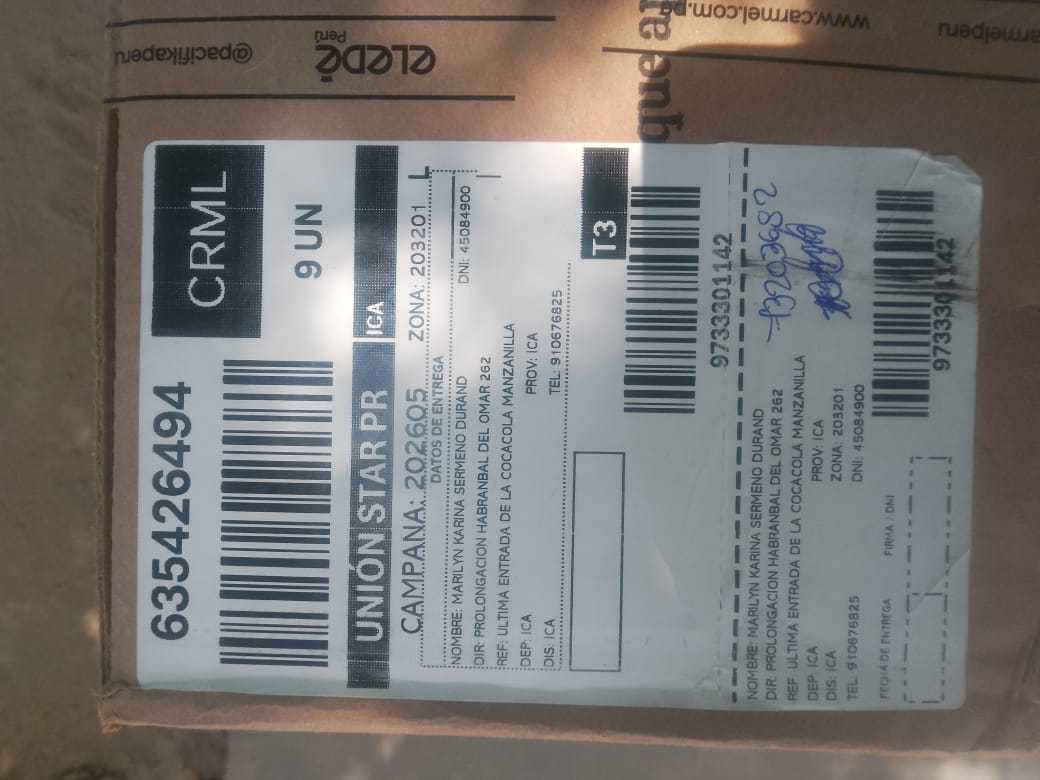 @pacifikaperu
eledé
Perú
www.carmel.com.pe
que a
6354264494
CRML
9 UN
UNIÓN STAR PR
ICA
CAMPAÑA: 202605
ZONA: 203201
DATOS DE ENTREGA
NOMBRE: MARILYN KARINA SERMENO DURAND
DNI: 45084900
DIR: PROLONGACION HABRANBAL DEL OMAR 262
REF: ULTIMA ENTRADA DE LA COCACOLA MANZANILLA
DEP: ICA
PROV: ICA
DIS: ICA
TEL: 910676825
T3
9733301142
NOMBRE: MARILYN KARINA SERMENO DURAND
DIR: PROLONGACION HABRANBAL DEL OMAR 262
REF: ULTIMA ENTRADA DE LA COCACOLA MANZANILLA
DEP: ICA
PROV: ICA
DIS: ICA
ZONA: 203201
TEL: 910676825
DNI: 45084900
FECHA DE ENTREGA
FIRMA / DNI
9733301142